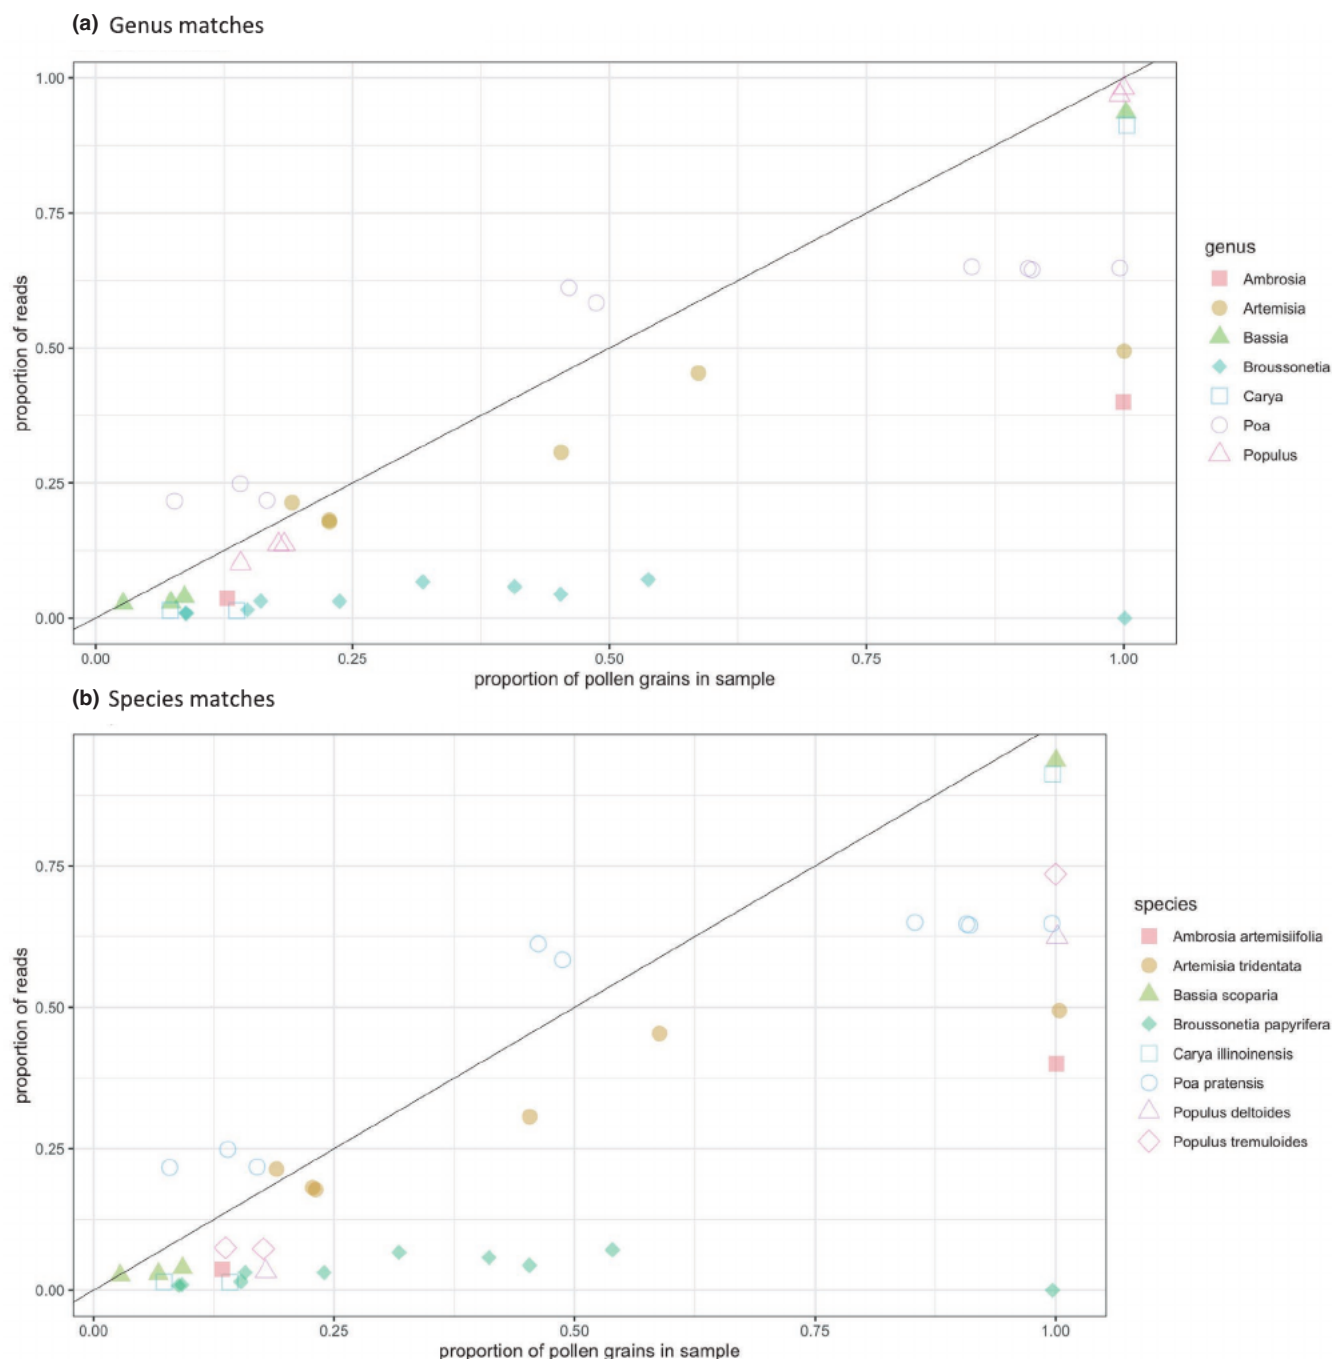 (a) Genus matches
1.00
0.75
0.50
0.25
0.00
proportion of reads
0.00 0.25 0.50 0.75 1.00
proportion of pollen grains in sample
genus
Ambrosia
Artemisia
Bassia
Broussonetia
Carya
Poa
Populus
(b) Species matches
0.75
0.50
0.25
0.00
proportion of reads
0.00 0.25 0.50 0.75 1.00
proportion of pollen grains in sample
species
Ambrosia artemisiifolia
Artemisia tridentata
Bassia scoparia
Broussonetia papyrifera
Carya illinoinensis
Poa pratensis
Populus deltoides
Populus tremuloides